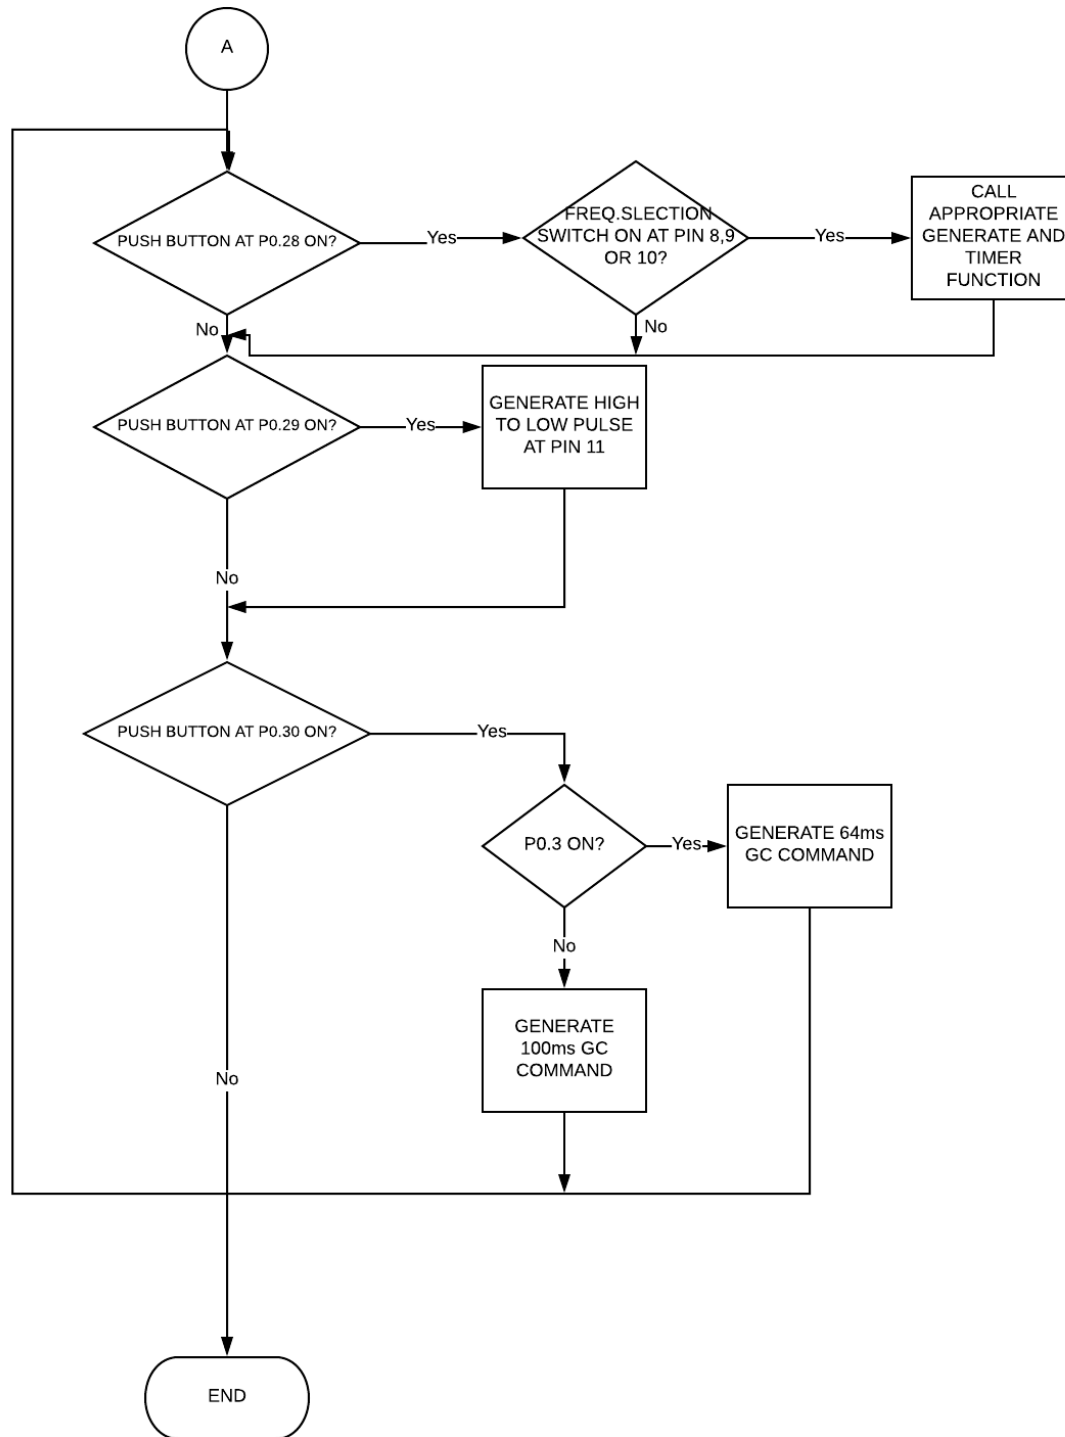 A
PUSH BUTTON AT P0.28 ON?
Yes
FREQ.SLECTION
SWITCH ON AT PIN 8,9
OR 10?
Yes
CALL
APPROPRIATE
GENERATE AND
TIMER
FUNCTION
No
No
PUSH BUTTON AT P0.29 ON?
Yes
GENERATE HIGH
TO LOW PULSE
AT PIN 11
No
PUSH BUTTON AT P0.30 ON?
Yes
P0.3 ON?
Yes
GENERATE 64ms
GC COMMAND
No
GENERATE
100ms GC
COMMAND
No
END